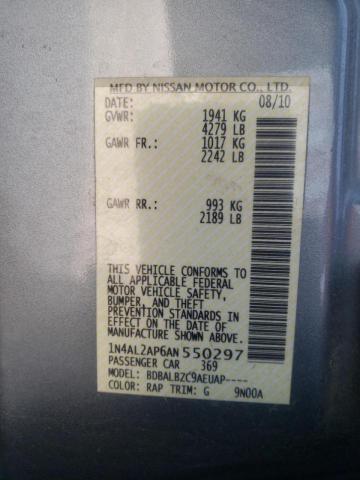 MFD BY NISSAN MOTOR CO., LTD.
DATE: 08/10
GVWR: 1941 KG
4279 LB
GAWR FR.: 1017 KG
2242 LB
GAWR RR.: 993 KG
2189 LB
THIS VEHICLE CONFORMS TO
ALL APPLICABLE FEDERAL
MOTOR VEHICLE SAFETY,
BUMPER, AND THEFT
PREVENTION STANDARDS IN
EFFECT ON THE DATE OF
MANUFACTURE SHOWN ABOVE.
1N4AL2AP6AN550297
PASSENGER CAR 369
MODEL: BDBALBZC9AEUAP----
COLOR: RAP TRIM: G 9N00A